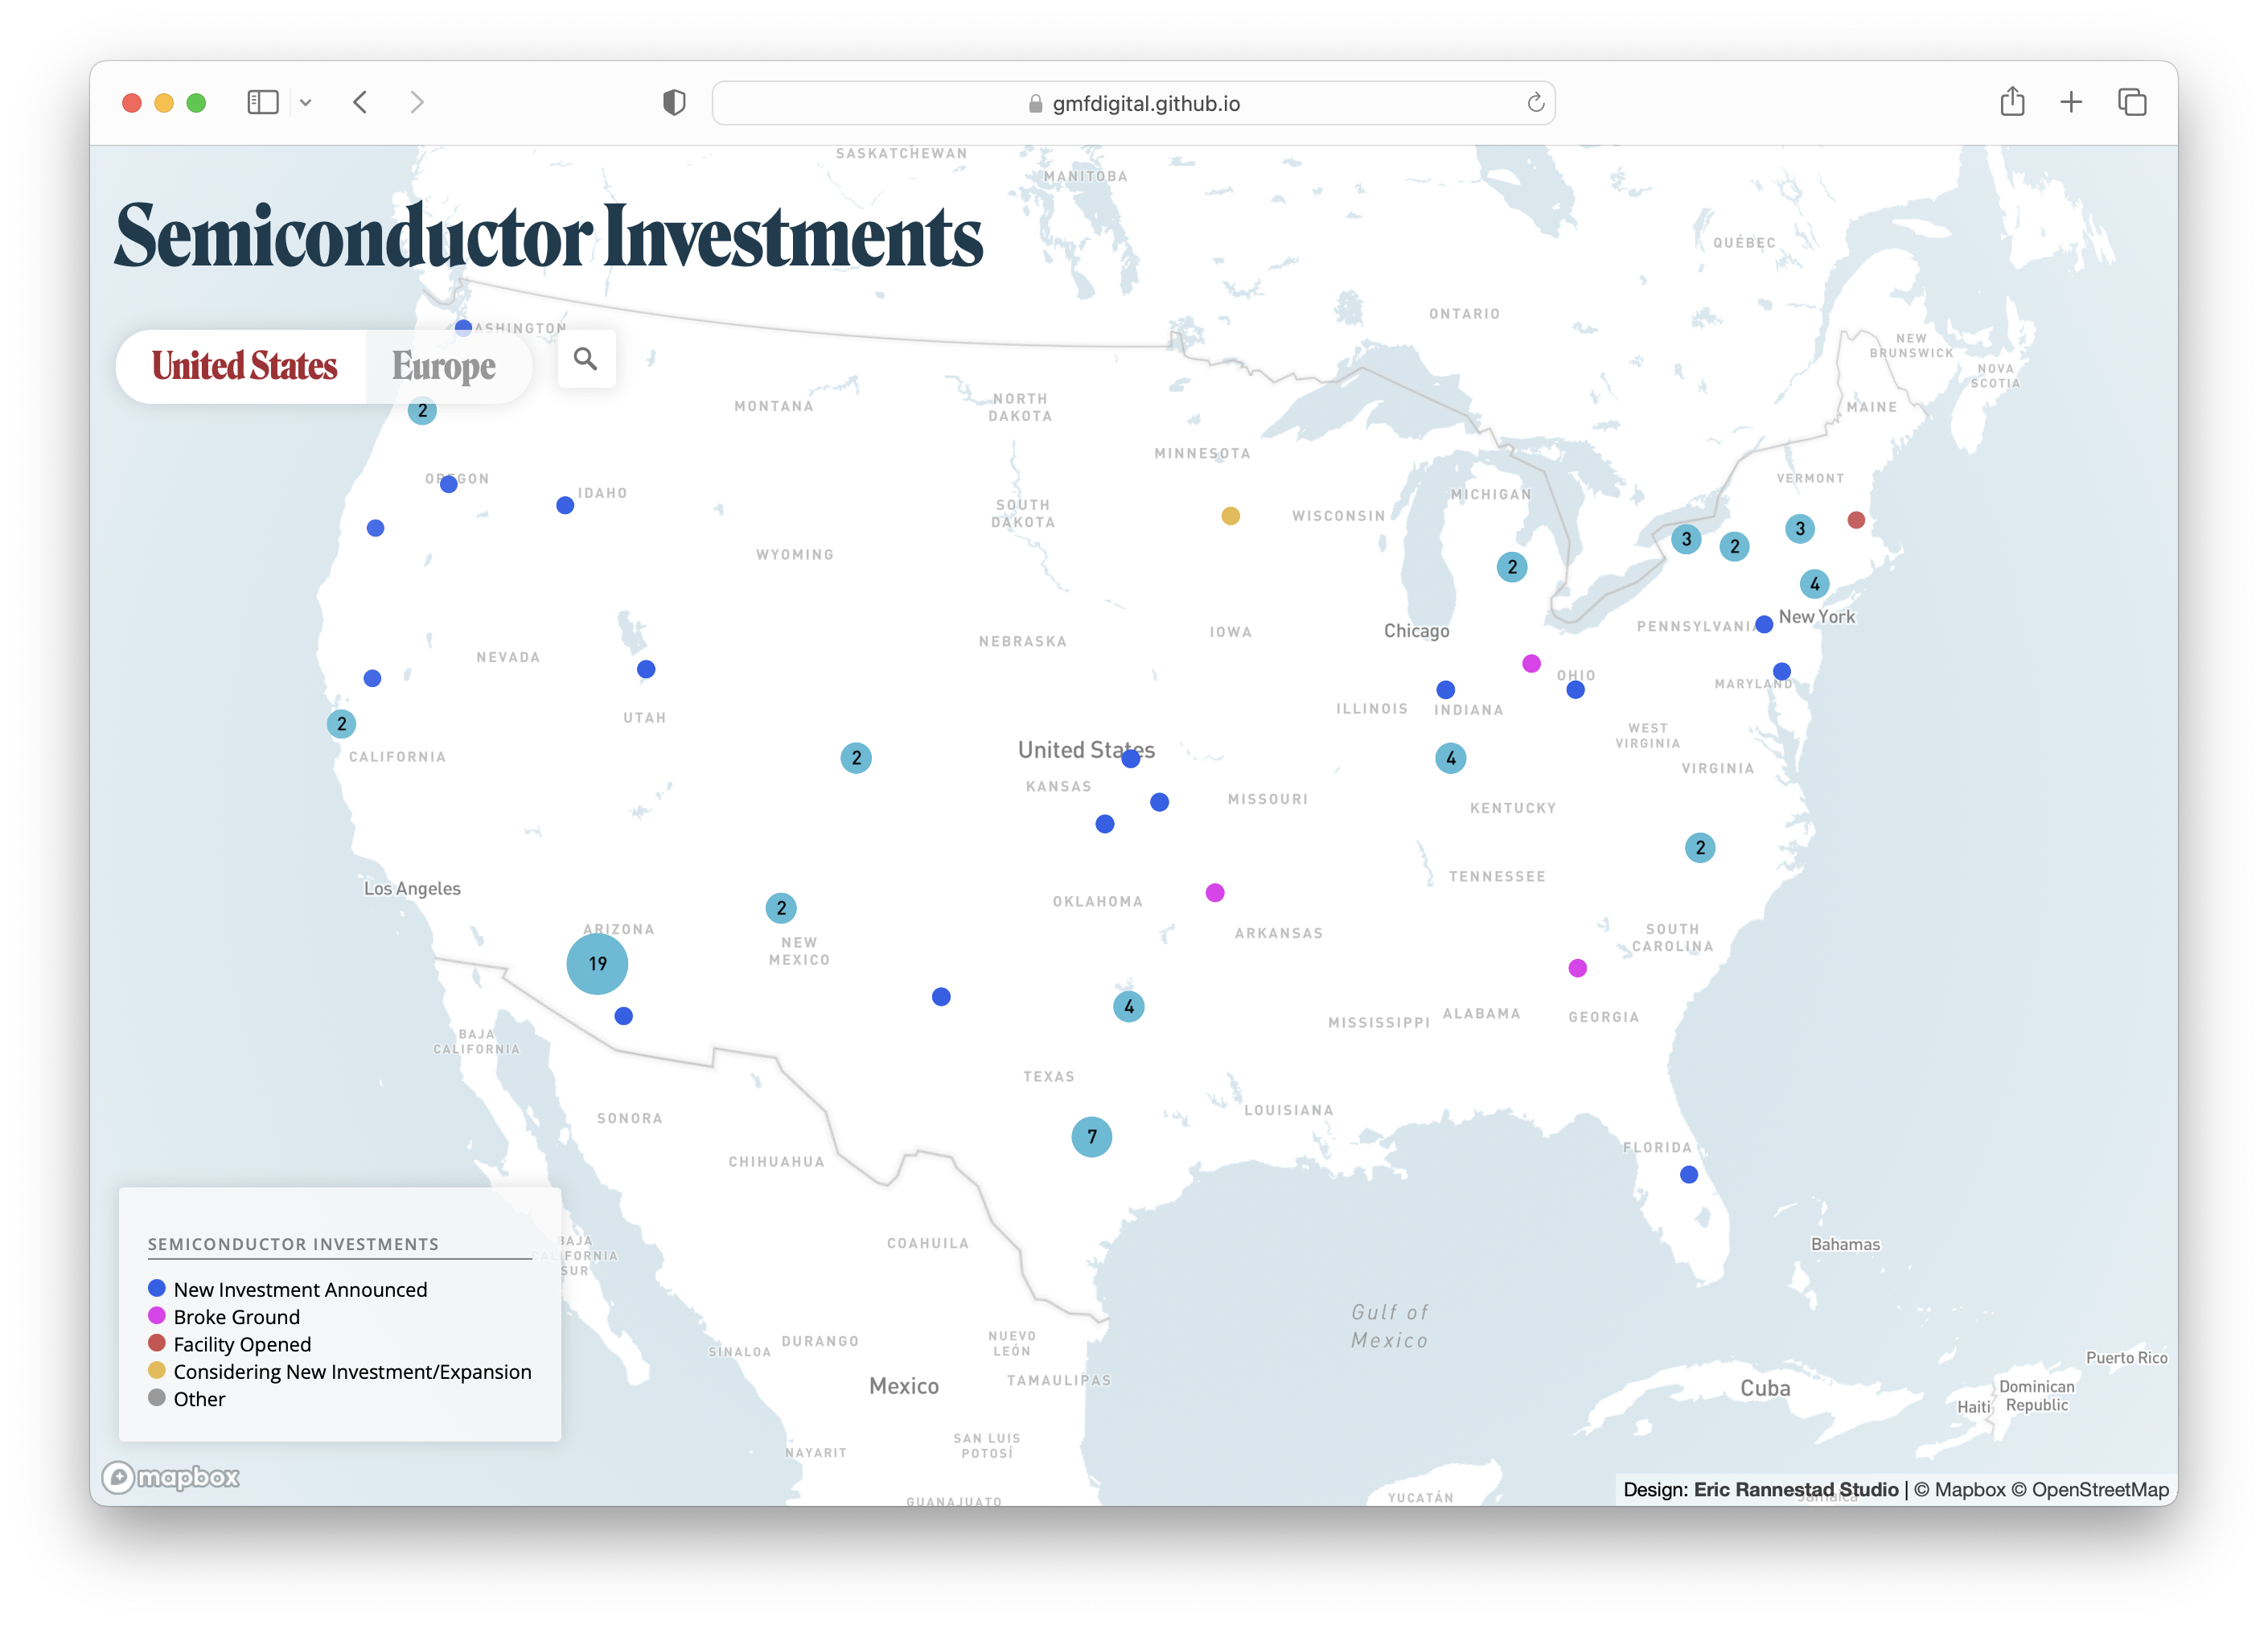 gmfdigital.github.io
SASKATCHEWAN
MANITOBA
Semiconductor Investments
QUÉBEC
ONTARIO
ASHINGTON
NEW
BRUNSWICK
United States
Europe
NOVA
SCOTIA
MONTANA
NORTH
DAKOTA
MAINE
2
MINNESOTA
OREGON
VERMONT
IDAHO
MICHIGAN
SOUTH
DAKOTA
WISCONSIN
3
3
2
WYOMING
2
4
New York
Chicago
PENNSYLVANIA
IOWA
NEBRASKA
NEVADA
OHIO
MARYLAND
ILLINOIS
INDIANA
UTAH
2
WEST
VIRGINIA
United States
CALIFORNIA
2
4
VIRGINIA
KANSAS
MISSOURI
KENTUCKY
2
TENNESSEE
Los Angeles
OKLAHOMA
2
ARIZONA
ARKANSAS
SOUTH
CAROLINA
NEW
MEXICO
19
4
ALABAMA
GEORGIA
MISSISSIPPI
BAJA
CALIFORNIA
TEXAS
LOUISIANA
SONORA
7
FLORIDA
CHIHUAHUA
SEMICONDUCTOR INVESTMENTS
BAJA
CALIFORNIA
SUR
COAHUILA
Bahamas
New Investment Announced
Broke Ground
Facility Opened
Considering New Investment/Expansion
Other
Gulf of
Mexico
SINALOA
DURANGO
NUEVO
LEÓN
Puerto Rico
TAMAULIPAS
Mexico
Cuba
Dominican
Republic
Haiti
SAN LUIS
POTOSÍ
NAYARIT
mapbox
GUANAJUATO
YUCATÁN
Design: Eric Rannestad Studio | © Mapbox © OpenStreetMap
Jamaica